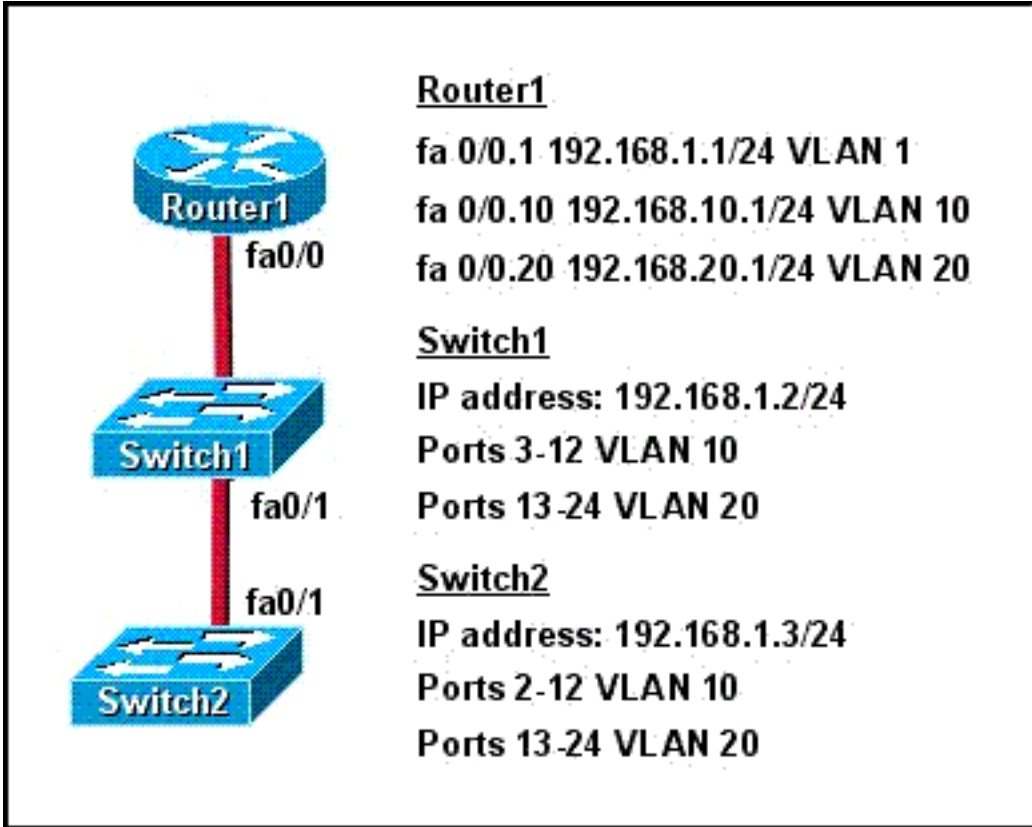 Router1
fa 0/0.1 192.168.1.1/24 VLAN 1
fa 0/0.10 192.168.10.1/24 VLAN 10
fa 0/0.20 192.168.20.1/24 VLAN 20
Router1
fa0/0
Switch1
IP address: 192.168.1.2/24
Ports 3-12 VLAN 10
Ports 13-24 VLAN 20
Switch1
fa0/1
fa0/1
Switch2
Switch2
IP address: 192.168.1.3/24
Ports 2-12 VLAN 10
Ports 13-24 VLAN 20